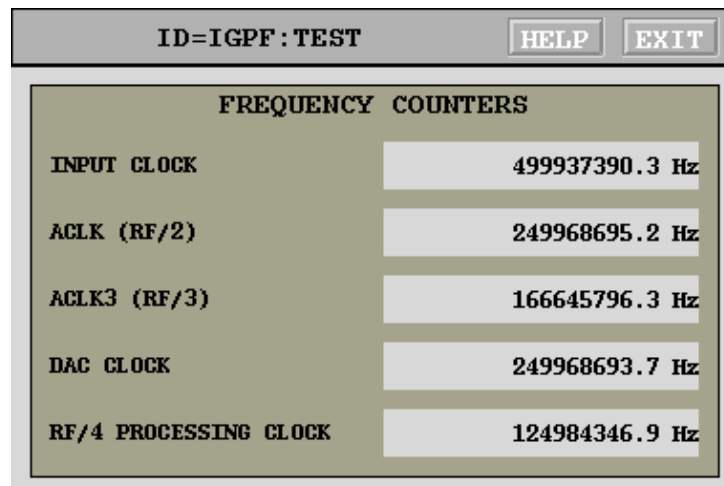 ID=IGPF:TEST HELP EXIT
FREQUENCY COUNTERS
INPUT CLOCK 499937390.3 Hz
ACLK (RF/2) 249968695.2 Hz
ACLK3 (RF/3) 166645796.3 Hz
DAC CLOCK 249968693.7 Hz
RF/4 PROCESSING CLOCK 124984346.9 Hz